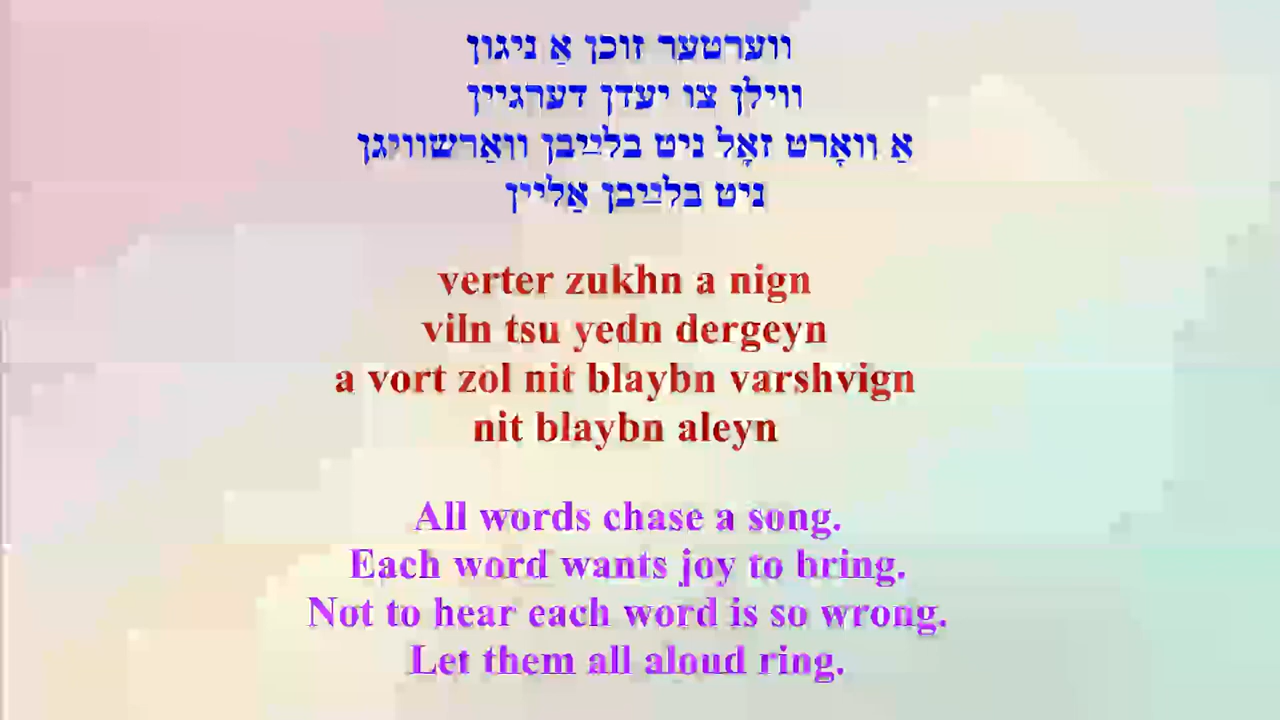 ווערטער זוכן אַ ניגון
ווילן צו יעדן דערגיין
אַ וואָרט זאָל ניט בלײַבן וואַרשוויגן
ניט בלײַבן אַליין
verter zukhn a nign
viln tsu yedn dergeyn
a vort zol nit blaybn varshvign
nit blaybn aleyn
All words chase a song.
Each word wants joy to bring.
Not to hear each word is so wrong.
Let them all aloud ring.